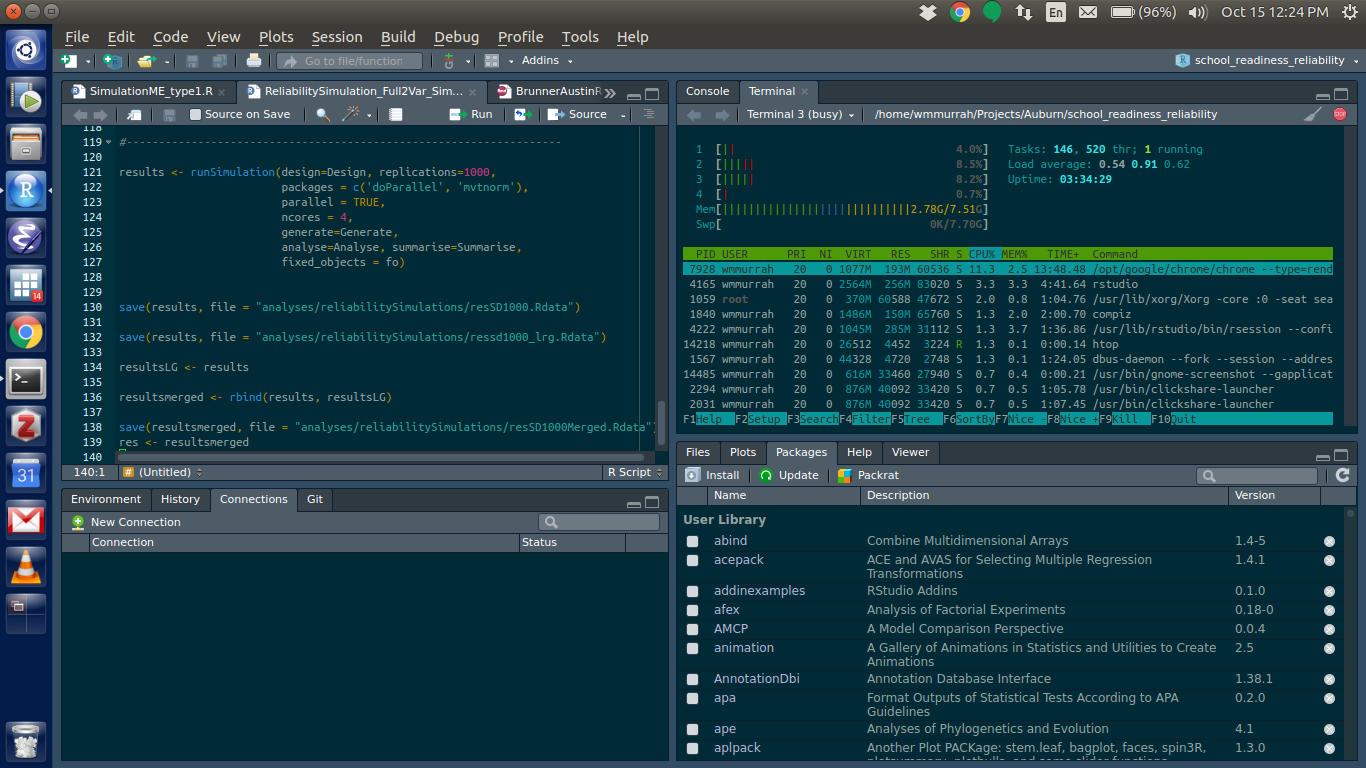 En (96%) Oct 15 12:24 PM
File Edit Code View Plots Session Build Debug Profile Tools Help
Go to file/function Addins school_readiness_reliability
SimulationME_type1.R ReliabilitySimulation_Full2Var_Sim... BrunnerAustinR
Source on Save Run Source
118
119 #------------------------------------------------------------------
120
121 results <- runSimulation(design=Design, replications=1000,
122 packages = c('doParallel', 'mvtnorm'),
123 parallel = TRUE,
124 ncores = 4,
125 generate=Generate,
126 analyse=Analyse, summarise=Summarise,
127 fixed_objects = fo)
128
129
130 save(results, file = "analyses/reliabilitySimulations/resSD1000.Rdata")
131
132 save(results, file = "analyses/reliabilitySimulations/ressd1000_lrg.Rdata")
133
134 resultsLG <- results
135
136 resultsmerged <- rbind(results, resultsLG)
137
138 save(resultsmerged, file = "analyses/reliabilitySimulations/resSD1000Merged.Rdata")
139 res <- resultsmerged
140
140:1 # (Untitled) R Script
Environment History Connections Git
New Connection
Connection Status
Console Terminal
Terminal 3 (busy) /home/wmmurrah/Projects/Auburn/school_readiness_reliability
1 [|| 4.0%] Tasks: 146, 520 thr; 1 running
2 [||||| 8.5%] Load average: 0.54 0.91 0.62
3 [||||| 8.2%] Uptime: 03:34:29
4 [| 0.7%]
Mem[|||||||||||||||||||||||||||||2.78G/7.51G]
Swp[ 0K/7.70G]
PID USER PRI NI VIRT RES SHR S CPU% MEM% TIME+ Command
7928 wmmurrah 20 0 1077M 193M 60536 S 11.3 2.5 13:48.48 /opt/google/chrome/chrome --type=rend
4165 wmmurrah 20 0 2564M 256M 83020 S 3.3 3.3 4:41.64 rstudio
1059 root 20 0 370M 60588 47672 S 2.0 0.8 1:04.76 /usr/lib/xorg/Xorg -core :0 -seat sea
1840 wmmurrah 20 0 1486M 150M 65760 S 1.3 2.0 2:00.70 compiz
4222 wmmurrah 20 0 1045M 285M 31112 S 1.3 3.7 1:36.86 /usr/lib/rstudio/bin/rsession --confi
14218 wmmurrah 20 0 26512 4452 3224 R 1.3 0.1 0:00.14 htop
1567 wmmurrah 20 0 44328 4720 2748 S 1.3 0.1 1:24.05 dbus-daemon --fork --session --addres
14485 wmmurrah 20 0 616M 33460 27940 S 0.7 0.4 0:00.21 /usr/bin/gnome-screenshot --gapplicat
2294 wmmurrah 20 0 876M 40092 33420 S 0.7 0.5 1:05.78 /usr/bin/clickshare-launcher
2031 wmmurrah 20 0 876M 40092 33420 S 0.7 0.5 1:07.45 /usr/bin/clickshare-launcher
F1Help F2Setup F3SearchF4FilterF5Tree F6SortByF7Nice -F8Nice +F9Kill F10Quit
Files Plots Packages Help Viewer
Install Update Packrat
Name Description Version
User Library
abind Combine Multidimensional Arrays 1.4-5
acepack ACE and AVAS for Selecting Multiple Regression 1.4.1
Transformations
addinexamples RStudio Addins 0.1.0
afex Analysis of Factorial Experiments 0.18-0
AMCP A Model Comparison Perspective 0.0.4
animation A Gallery of Animations in Statistics and Utilities to Create 2.5
Animations
AnnotationDbi Annotation Database Interface 1.38.1
apa Format Outputs of Statistical Tests According to APA 0.2.0
Guidelines
ape Analyses of Phylogenetics and Evolution 4.1
aplpack Another Plot PACKage: stem.leaf, bagplot, faces, spin3R, 1.3.0
plotsummary, plothulls, and some slider functions
14
31